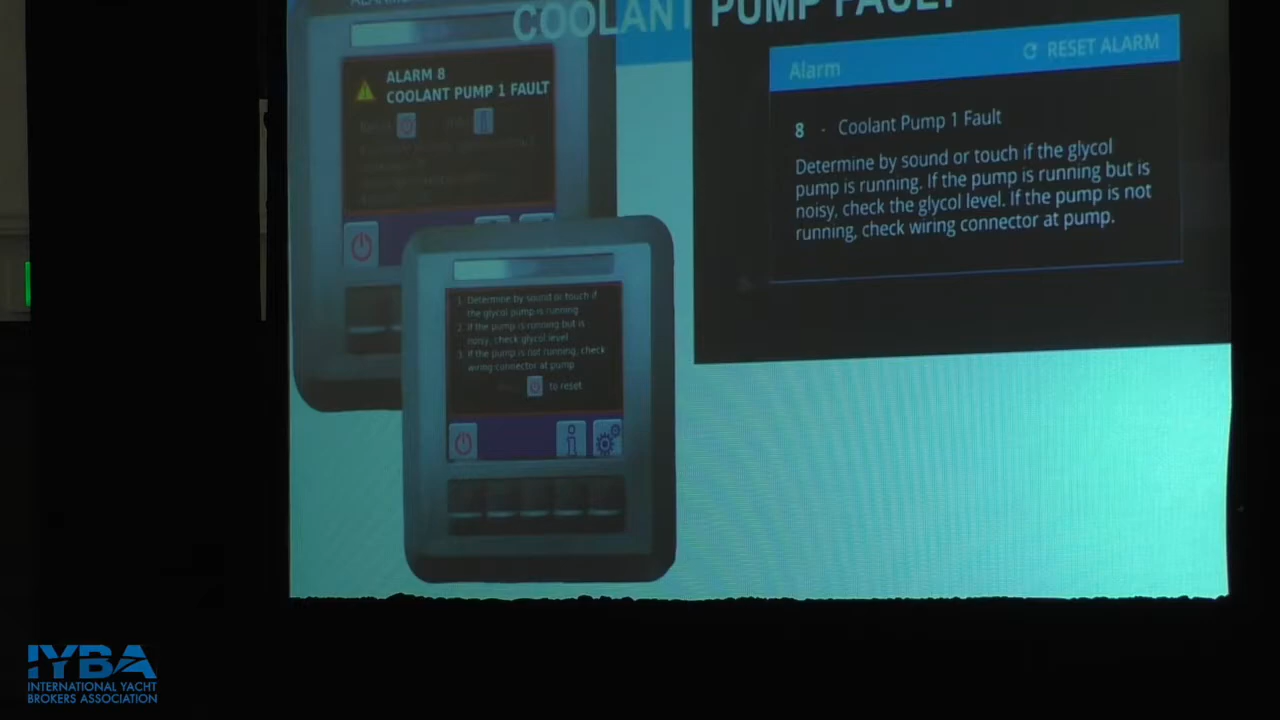 COOLANT PUMP FAULT
ALARM 8
COOLANT PUMP 1 FAULT
RESET ALARM
Alarm
8 - Coolant Pump 1 Fault
Determine by sound or touch if the glycol
pump is running. If the pump is running but is
noisy, check the glycol level. If the pump is not
running, check wiring connector at pump.
1. Determine by sound or touch if
the glycol pump is running
2. If the pump is running but is
noisy, check glycol level
3. If the pump is not running, check
wiring connector at pump
to reset
IYBA
INTERNATIONAL YACHT
BROKERS ASSOCIATION